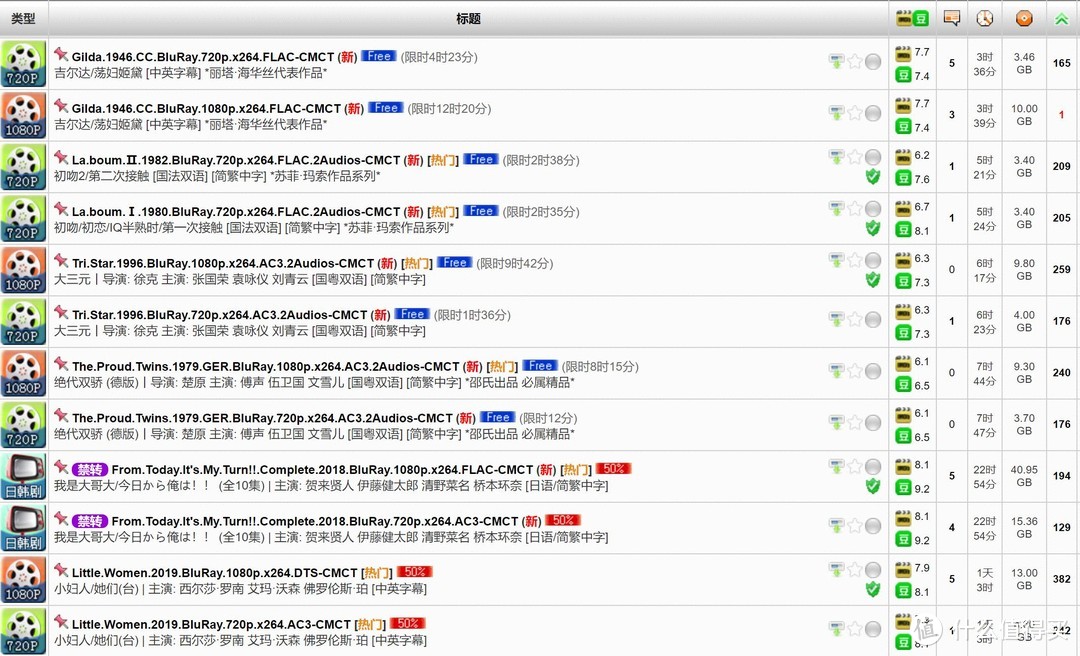 类型 标题 豆
720P Gilda.1946.CC.BluRay.720p.x264.FLAC-CMCT (新) Free (限时4时23分) 7.7 5 3时 3.46 165
吉尔达/荡妇姬黛 [中英字幕] *丽塔·海华丝代表作品* 豆 7.4 36分 GB
1080P Gilda.1946.CC.BluRay.1080p.x264.FLAC-CMCT (新) Free (限时12时20分) 7.7 3 3时 10.00 1
吉尔达/荡妇姬黛 [中英字幕] *丽塔·海华丝代表作品* 豆 7.4 39分 GB
720P La.boum.Ⅱ.1982.BluRay.720p.x264.FLAC.2Audios-CMCT (新) [热门] Free (限时2时38分) 6.2 1 5时 3.40 209
初吻2/第二次接触 [国法双语] [简繁中字] *苏菲·玛索作品系列* 豆 7.6 21分 GB
720P La.boum.Ⅰ.1980.BluRay.720p.x264.FLAC.2Audios-CMCT (新) [热门] Free (限时2时35分) 6.7 1 5时 3.40 205
初吻/初恋/IQ半熟时/第一次接触 [国法双语] [简繁中字] *苏菲·玛索作品系列* 豆 8.1 24分 GB
1080P Tri.Star.1996.BluRay.1080p.x264.AC3.2Audios-CMCT (新) [热门] Free (限时9时42分) 6.3 0 6时 9.80 259
大三元丨导演: 徐克 主演: 张国荣 袁咏仪 刘青云 [国粤双语] [简繁中字] 豆 7.3 17分 GB
720P Tri.Star.1996.BluRay.720p.x264.AC3.2Audios-CMCT (新) Free (限时1时36分) 6.3 1 6时 4.00 176
大三元丨导演: 徐克 主演: 张国荣 袁咏仪 刘青云 [国粤双语] [简繁中字] 豆 7.3 23分 GB
1080P The.Proud.Twins.1979.GER.BluRay.1080p.x264.AC3.2Audios-CMCT (新) [热门] Free (限时8时15分) 6.1 0 7时 9.30 240
绝代双骄 (德版)丨导演: 楚原 主演: 傅声 伍卫国 文雪儿 [国粤双语] [简繁中字] *邵氏出品 必属精品* 豆 6.5 44分 GB
720P The.Proud.Twins.1979.GER.BluRay.720p.x264.AC3.2Audios-CMCT (新) Free (限时12分) 6.1 0 7时 3.70 176
绝代双骄 (德版)丨导演: 楚原 主演: 傅声 伍卫国 文雪儿 [国粤双语] [简繁中字] *邵氏出品 必属精品* 豆 6.5 47分 GB
日韩剧 禁转 From.Today.It's.My.Turn!!.Complete.2018.BluRay.1080p.x264.FLAC-CMCT (新) [热门] 50% 8.1 5 22时 40.95 194
我是大哥大/今日から俺は！！ (全10集) | 主演: 贺来贤人 伊藤健太郎 清野菜名 桥本环奈 [日语/简繁中字] 豆 9.2 54分 GB
日韩剧 禁转 From.Today.It's.My.Turn!!.Complete.2018.BluRay.720p.x264.AC3-CMCT (新) 50% 8.1 4 22时 15.36 129
我是大哥大/今日から俺は！！ (全10集) | 主演: 贺来贤人 伊藤健太郎 清野菜名 桥本环奈 [日语/简繁中字] 豆 9.2 54分 GB
1080P Little.Women.2019.BluRay.1080p.x264.DTS-CMCT [热门] 50% 7.9 5 1天 13.00 382
小妇人/她们(台) | 主演: 西尔莎·罗南 艾玛·沃森 佛罗伦斯·珀 [中英字幕] 豆 8.1 3时 GB
720P Little.Women.2019.BluRay.720p.x264.AC3-CMCT [热门] 50%
小妇人/她们(台) | 主演: 西尔莎·罗南 艾玛·沃森 佛罗伦斯·珀 [中英字幕] 豆
值 什么值得买